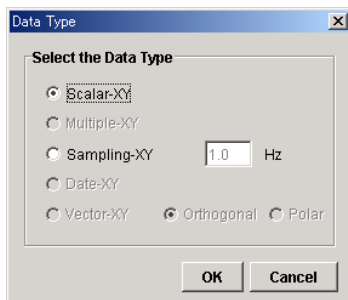 Data Type
Select the Data Type
Scalar-XY
Multiple-XY
Sampling-XY 1.0 Hz
Date-XY
Vector-XY Orthogonal Polar
OK Cancel